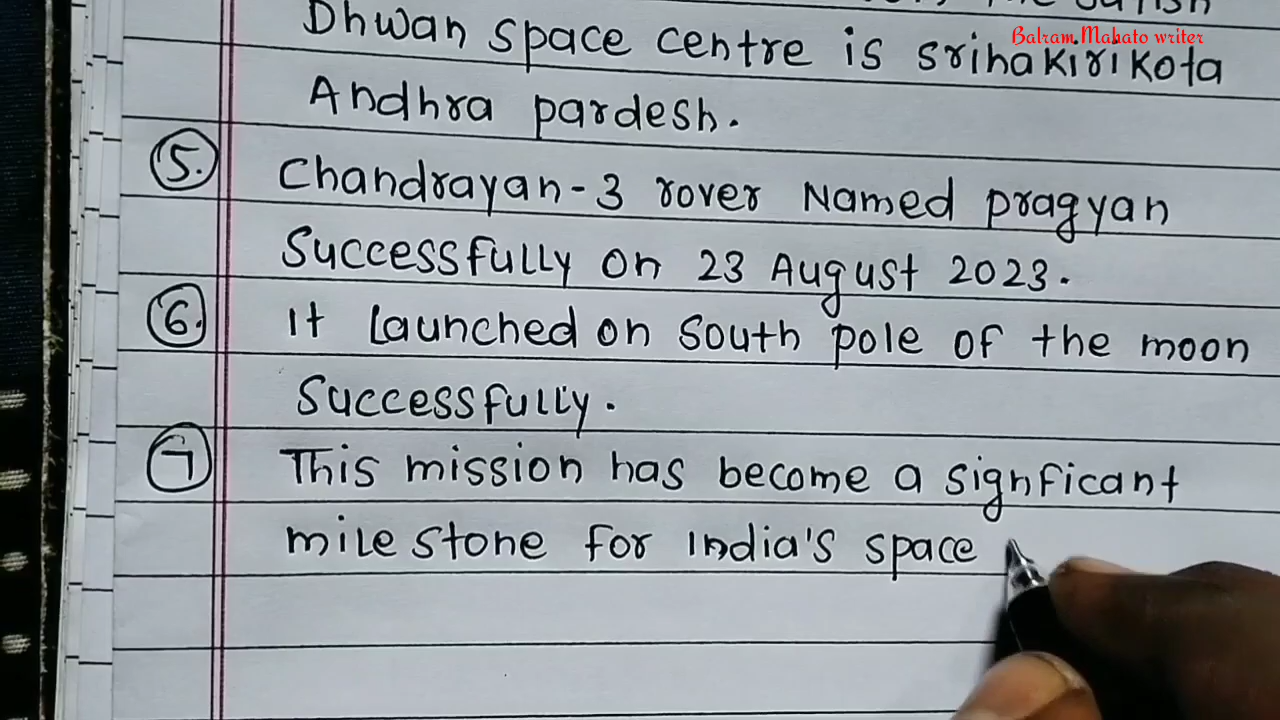 Dhwan space centre is srihakirikota
Balram Mahato writer
Andhra pardesh.
5. Chandrayan-3 rover Named pragyan
Successfully on 23 August 2023.
6. It launched on south pole of the moon
Successfully.
7 This mission has become a signficant
mile stone for India's space